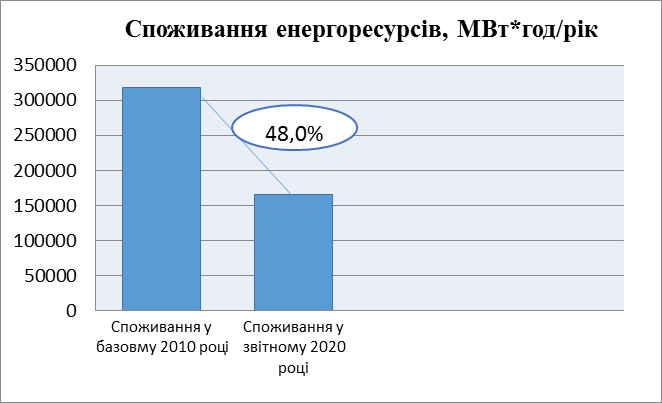 Споживання енергоресурсів, МВт*год/рік
350000
300000
250000
200000
150000
100000
50000
0
48,0%
Споживання у
базовму 2010 році
Споживання у
звітному 2020
році